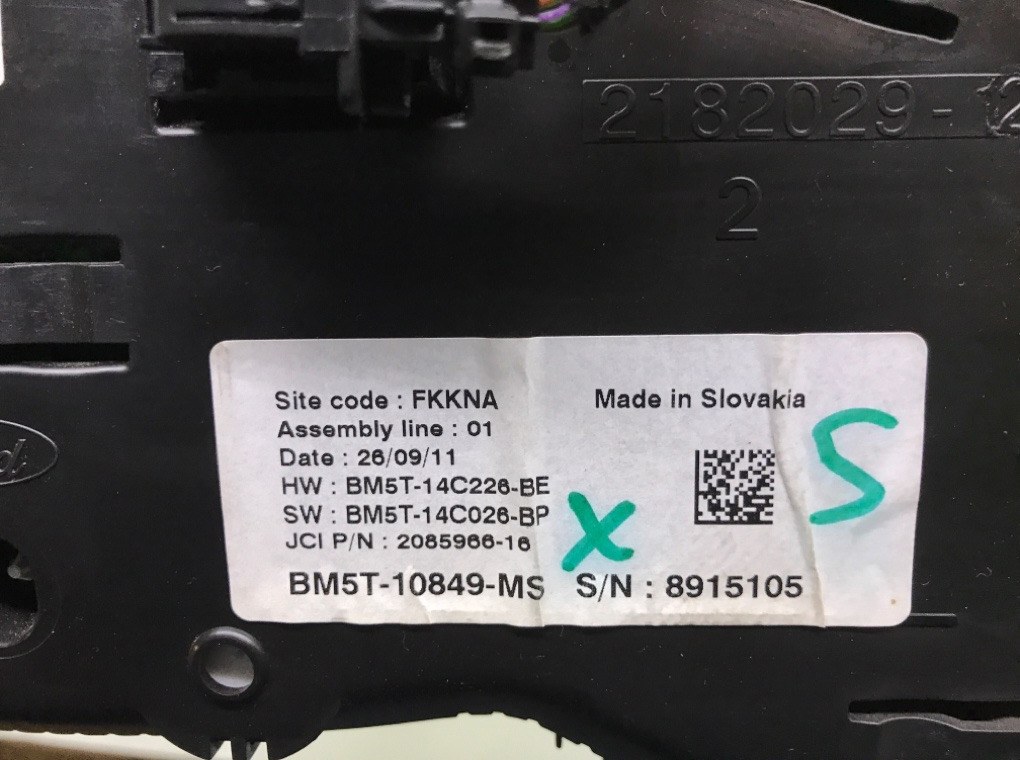 2182029-12
2
Site code : FKKNA
Assembly line : 01
Date : 26/09/11
HW : BM5T-14C226-BE
SW : BM5T-14C026-BP
JCI P/N : 2085966-16
BM5T-10849-MS
Made in Slovakia
S
X
S/N : 8915105